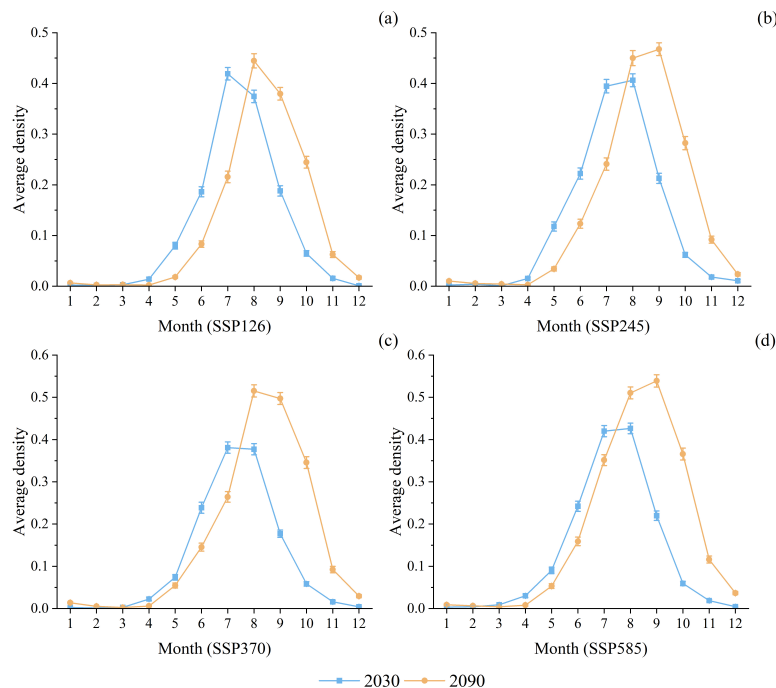 (a)
0.5
0.4
0.3
0.2
0.1
0.0
Average density
1 2 3 4 5 6 7 8 9 10 11 12
Month (SSP126)
(b)
0.5
0.4
0.3
0.2
0.1
0.0
Average density
1 2 3 4 5 6 7 8 9 10 11 12
Month (SSP245)
(c)
0.6
0.5
0.4
0.3
0.2
0.1
0.0
Average density
1 2 3 4 5 6 7 8 9 10 11 12
Month (SSP370)
(d)
0.6
0.5
0.4
0.3
0.2
0.1
0.0
Average density
1 2 3 4 5 6 7 8 9 10 11 12
Month (SSP585)
2030 2090